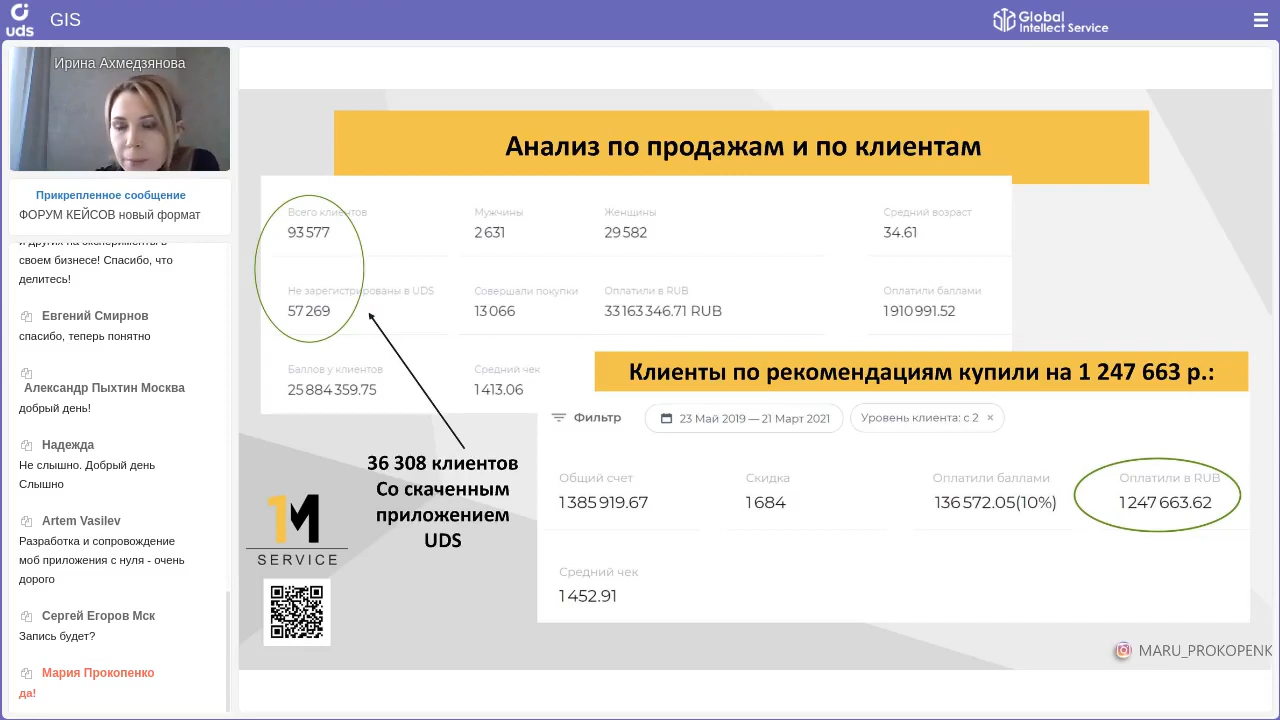 uds
GIS
Global
Intellect Service
Ирина Ахмедзянова
Прикрепленное сообщение
ФОРУМ КЕЙСОВ новый формат
и других на эксперименты в
своем бизнесе! Спасибо, что
делитесь!
Евгений Смирнов
спасибо, теперь понятно
Александр Пыхтин Москва
добрый день!
Надежда
Не слышно. Добрый день
Слышно
Artem Vasilev
Разработка и сопровождение
моб приложения с нуля - очень
дорого
Сергей Егоров Мск
Запись будет?
Мария Прокопенко
да!
Анализ по продажам и по клиентам
Всего клиентов
93 577
Мужчины
2 631
Женщины
29 582
Средний возраст
34.61
Не зарегистрированы в UDS
57 269
Совершали покупки
13 066
Оплатили в RUB
33 163 346.71 RUB
Оплатили баллами
1 910 991.52
Баллов у клиентов
25 884 359.75
Средний чек
1 413.06
Клиенты по рекомендациям купили на 1 247 663 р.:
Фильтр
23 Май 2019 — 21 Март 2021
Уровень клиента: с 2 ×
Общий счет
1 385 919.67
Скидка
1 684
Оплатили баллами
136 572.05(10%)
Оплатили в RUB
1 247 663.62
Средний чек
1 452.91
36 308 клиентов
Со скаченным
приложением
UDS
1M
SERVICE
MARU_PROKOPENK